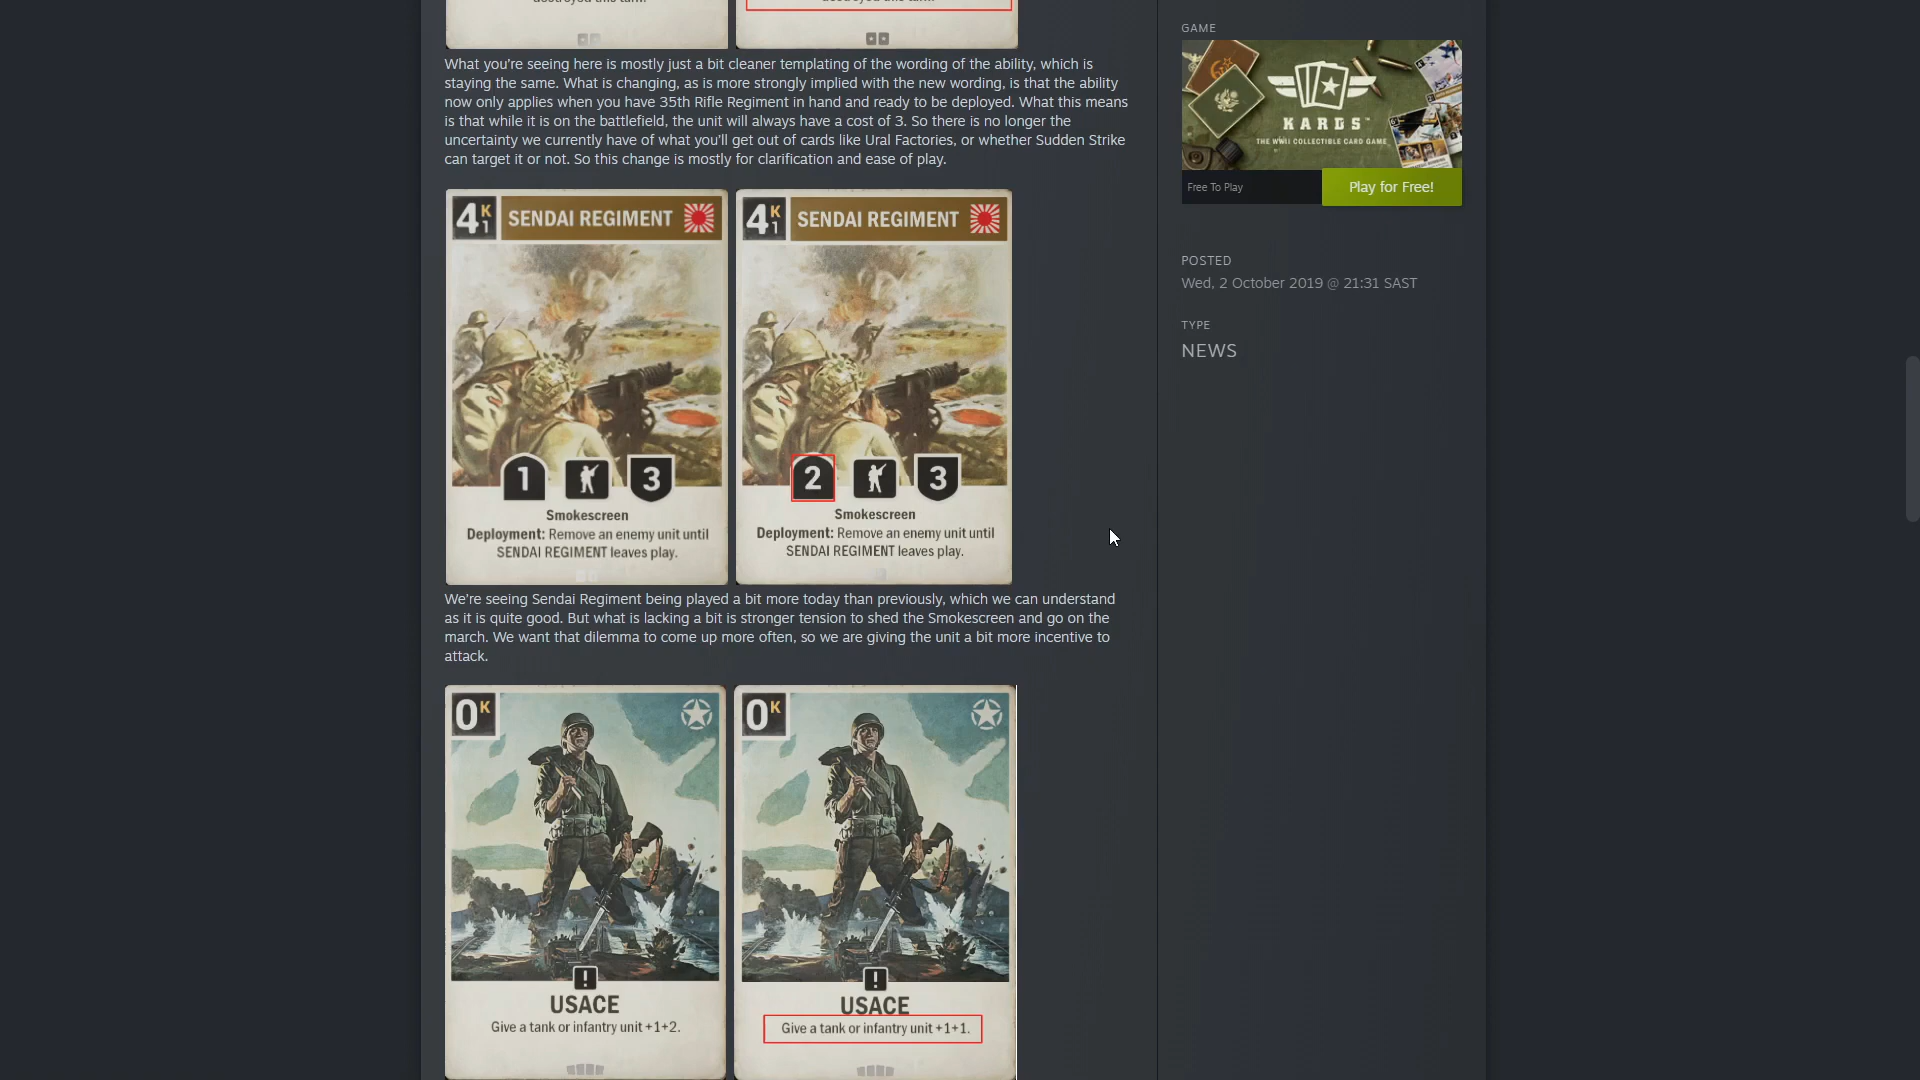 What you're seeing here is mostly just a bit cleaner templating of the wording of the ability, which is
staying the same. What is changing, as is more strongly implied with the new wording, is that the ability
now only applies when you have 35th Rifle Regiment in hand and ready to be deployed. What this means
is that while it is on the battlefield, the unit will always have a cost of 3. So there is no longer the
uncertainty we currently have of what you'll get out of cards like Ural Factories, or whether Sudden Strike
can target it or not. So this change is mostly for clarification and ease of play.
4K
1
SENDAI REGIMENT
1
3
Smokescreen
Deployment: Remove an enemy unit until
SENDAI REGIMENT leaves play.
4K
1
SENDAI REGIMENT
2
3
Smokescreen
Deployment: Remove an enemy unit until
SENDAI REGIMENT leaves play.
We're seeing Sendai Regiment being played a bit more today than previously, which we can understand
as it is quite good. But what is lacking a bit is stronger tension to shed the Smokescreen and go on the
march. We want that dilemma to come up more often, so we are giving the unit a bit more incentive to
attack.
0K
!
USACE
Give a tank or infantry unit +1+2.
0K
!
USACE
Give a tank or infantry unit +1+1.
GAME
KARDS
THE WWII COLLECTIBLE CARD GAME
Free To Play
Play for Free!
POSTED
Wed, 2 October 2019 @ 21:31 SAST
TYPE
NEWS